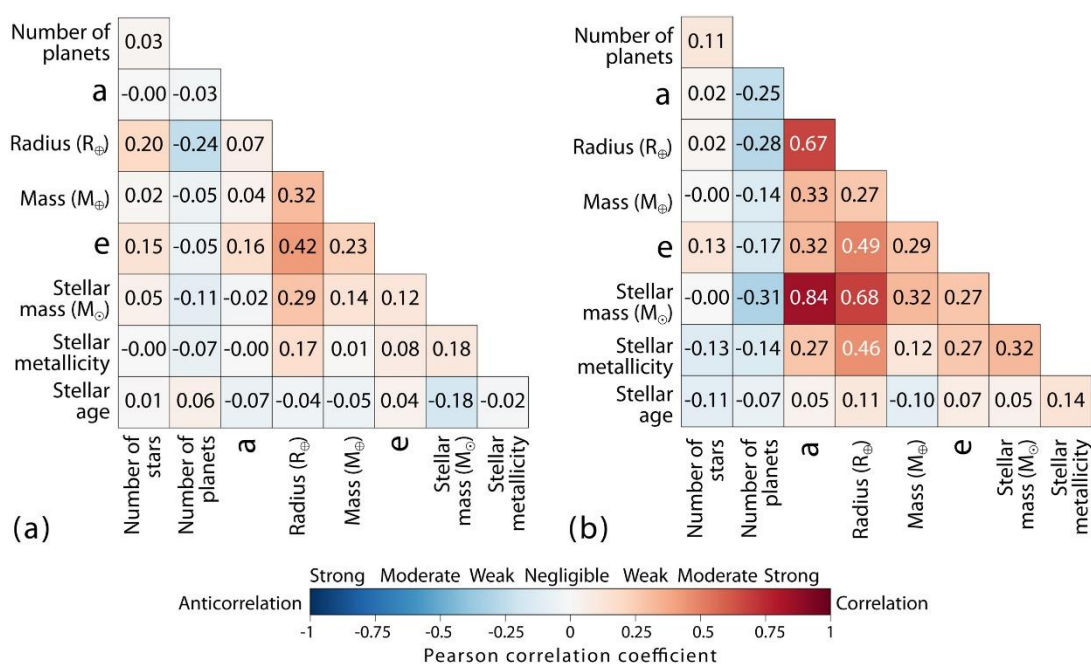 Number of
planets
0.03
a
-0.00 -0.03
Radius (R⊕)
0.20 -0.24 0.07
Mass (M⊕)
0.02 -0.05 0.04 0.32
e
0.15 -0.05 0.16 0.42 0.23
Stellar
mass (M☉)
0.05 -0.11 -0.02 0.29 0.14 0.12
Stellar
metallicity
-0.00 -0.07 -0.00 0.17 0.01 0.08 0.18
Stellar
age
0.01 0.06 -0.07 -0.04 -0.05 0.04 -0.18 -0.02
Number of
stars
Number of
planets
a
Radius (R⊕)
Mass (M⊕)
e
Stellar
mass (M☉)
Stellar
metallicity
(a)
Number of
planets
0.11
a
0.02 -0.25
Radius (R⊕)
0.02 -0.28 0.67
Mass (M⊕)
-0.00 -0.14 0.33 0.27
e
0.13 -0.17 0.32 0.49 0.29
Stellar
mass (M☉)
-0.00 -0.31 0.84 0.68 0.32 0.27
Stellar
metallicity
-0.13 -0.14 0.27 0.46 0.12 0.27 0.32
Stellar
age
-0.11 -0.07 0.05 0.11 -0.10 0.07 0.05 0.14
Number of
stars
Number of
planets
a
Radius (R⊕)
Mass (M⊕)
e
Stellar
mass (M☉)
Stellar
metallicity
(b)
Strong Moderate Weak Negligible Weak Moderate Strong
Anticorrelation Correlation
-1 -0.75 -0.5 -0.25 0 0.25 0.5 0.75 1
Pearson correlation coefficient